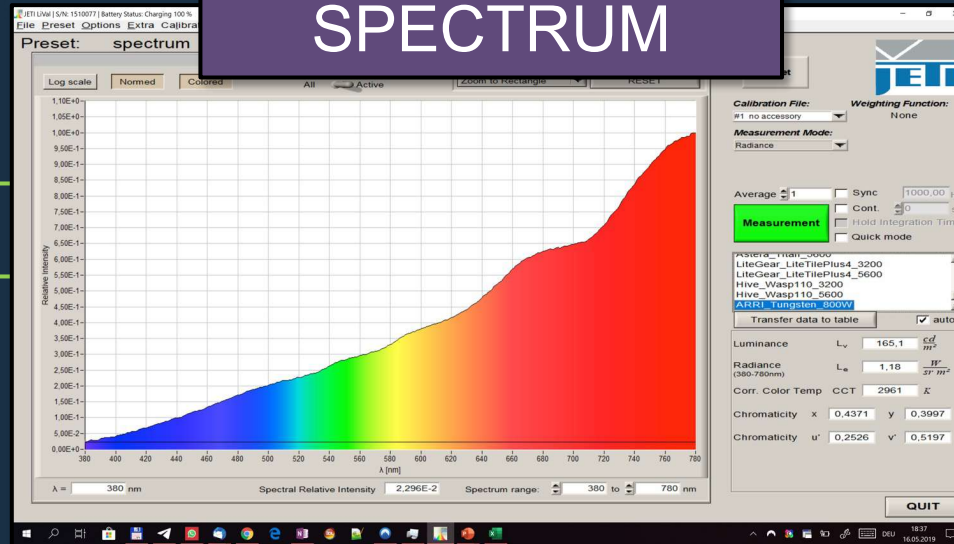 JETI LiVal | S/N: 1510077 | Battery Status: Charging 100 %
SPECTRUM
File Preset Options Extra
Preset: spectrum
Log scale Normed Colored All Active Zoom to Rectangle RESET
JETI
Calibration File: Weighting Function:
#1 no accessory None
Measurement Mode:
Radiance
Average 1 Sync 1000,00
Cont. 0
Measurement Hold Integration Tim
Quick mode
Astera_Titan_5600
LiteGear_LiteTilePlus4_3200
LiteGear_LiteTilePlus4_5600
Hive_Wasp110_3200
Hive_Wasp110_5600
ARRI_Tungsten_800W
Transfer data to table auto
Luminance Lv 165,1 cd/m²
Radiance Le 1,18 W/sr m²
(380-780nm)
Corr. Color Temp CCT 2961 K
Chromaticity x 0,4371 y 0,3997
Chromaticity u' 0,2526 v' 0,5197
QUIT
Relative Intensity
1,10E+0
1,05E+0
1,00E+0
9,50E-1
9,00E-1
8,50E-1
8,00E-1
7,50E-1
7,00E-1
6,50E-1
6,00E-1
5,50E-1
5,00E-1
4,50E-1
4,00E-1
3,50E-1
3,00E-1
2,50E-1
2,00E-1
1,50E-1
1,00E-1
5,00E-2
0,00E+0
380 400 420 440 460 480 500 520 540 560 580 600 620 640 660 680 700 720 740 760 780
λ [nm]
λ = 380 nm Spectral Relative Intensity 2,296E-2 Spectrum range: 380 to 780 nm
DEU 18:37
16.05.2019